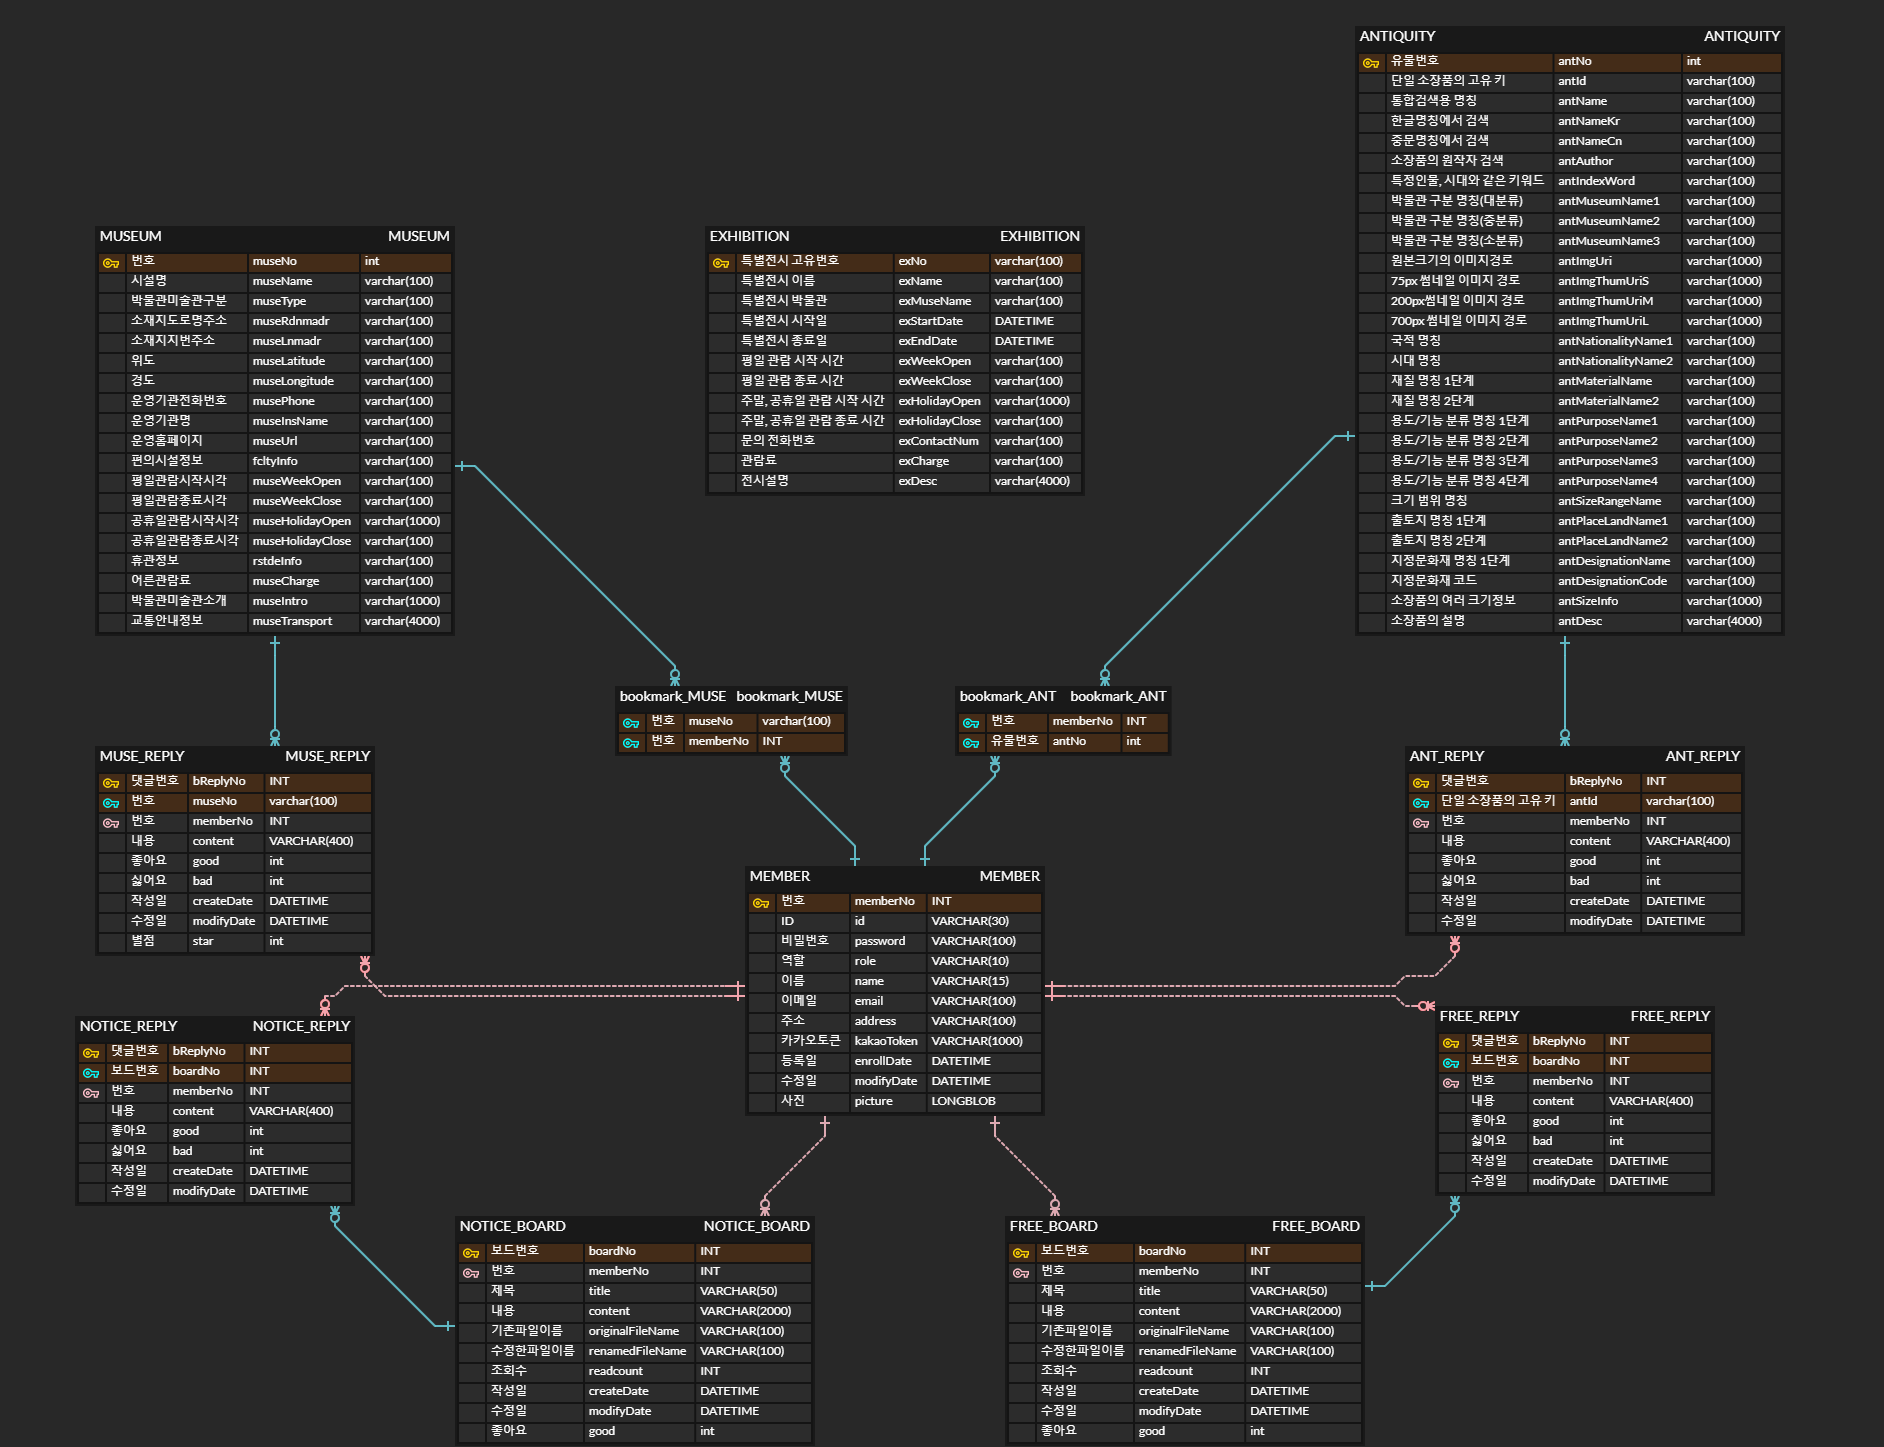 ANTIQUITY ANTIQUITY
유물번호 antNo int
단일 소장품의 고유 키 antId varchar(100)
통합검색용 명칭 antName varchar(100)
한글명칭에서 검색 antNameKr varchar(100)
중문명칭에서 검색 antNameCn varchar(100)
소장품의 원작자 검색 antAuthor varchar(100)
특정인물, 시대와 같은 키워드 antIndexWord varchar(100)
박물관 구분 명칭(대분류) antMuseumName1 varchar(100)
박물관 구분 명칭(중분류) antMuseumName2 varchar(100)
박물관 구분 명칭(소분류) antMuseumName3 varchar(100)
원본크기의 이미지경로 antImgUri varchar(1000)
75px 썸네일 이미지 경로 antImgThumUriS varchar(1000)
200px썸네일 이미지 경로 antImgThumUriM varchar(1000)
700px 썸네일 이미지 경로 antImgThumUriL varchar(1000)
국적 명칭 antNationalityName1 varchar(100)
시대 명칭 antNationalityName2 varchar(100)
재질 명칭 1단계 antMaterialName varchar(100)
재질 명칭 2단계 antMaterialName2 varchar(100)
용도/기능 분류 명칭 1단계 antPurposeName1 varchar(100)
용도/기능 분류 명칭 2단계 antPurposeName2 varchar(100)
용도/기능 분류 명칭 3단계 antPurposeName3 varchar(100)
용도/기능 분류 명칭 4단계 antPurposeName4 varchar(100)
크기 범위 명칭 antSizeRangeName varchar(100)
출토지 명칭 1단계 antPlaceLandName1 varchar(100)
출토지 명칭 2단계 antPlaceLandName2 varchar(100)
지정문화재 명칭 1단계 antDesignationName varchar(100)
지정문화재 코드 antDesignationCode varchar(100)
소장품의 여러 크기정보 antSizeInfo varchar(1000)
소장품의 설명 antDesc varchar(4000)
MUSEUM MUSEUM
번호 museNo int
시설명 museName varchar(100)
박물관미술관구분 museType varchar(100)
소재지도로명주소 museRdnmadr varchar(100)
소재지지번주소 museLnmadr varchar(100)
위도 museLatitude varchar(100)
경도 museLongitude varchar(100)
운영기관전화번호 musePhone varchar(100)
운영기관명 museInsName varchar(100)
운영홈페이지 museUrl varchar(100)
편의시설정보 fcltyInfo varchar(100)
평일관람시작시각 museWeekOpen varchar(100)
평일관람종료시각 museWeekClose varchar(100)
공휴일관람시작시각 museHolidayOpen varchar(1000)
공휴일관람종료시각 museHolidayClose varchar(100)
휴관정보 rstdeInfo varchar(100)
어른관람료 museCharge varchar(100)
박물관미술관소개 museIntro varchar(1000)
교통안내정보 museTransport varchar(4000)
EXHIBITION EXHIBITION
특별전시 고유번호 exNo varchar(100)
특별전시 이름 exName varchar(100)
특별전시 박물관 exMuseName varchar(100)
특별전시 시작일 exStartDate DATETIME
특별전시 종료일 exEndDate DATETIME
평일 관람 시작 시간 exWeekOpen varchar(100)
평일 관람 종료 시간 exWeekClose varchar(100)
주말, 공휴일 관람 시작 시간 exHolidayOpen varchar(1000)
주말, 공휴일 관람 종료 시간 exHolidayClose varchar(100)
문의 전화번호 exContactNum varchar(100)
관람료 exCharge varchar(100)
전시설명 exDesc varchar(4000)
bookmark_MUSE bookmark_MUSE
번호 museNo varchar(100)
번호 memberNo INT
bookmark_ANT bookmark_ANT
번호 memberNo INT
유물번호 antNo int
MUSE_REPLY MUSE_REPLY
댓글번호 bReplyNo INT
번호 museNo varchar(100)
번호 memberNo INT
내용 content VARCHAR(400)
좋아요 good int
싫어요 bad int
작성일 createDate DATETIME
수정일 modifyDate DATETIME
별점 star int
ANT_REPLY ANT_REPLY
댓글번호 bReplyNo INT
단일 소장품의 고유 키 antId varchar(100)
번호 memberNo INT
내용 content VARCHAR(400)
좋아요 good int
싫어요 bad int
작성일 createDate DATETIME
수정일 modifyDate DATETIME
MEMBER MEMBER
번호 memberNo INT
ID id VARCHAR(30)
비밀번호 password VARCHAR(100)
역할 role VARCHAR(10)
이름 name VARCHAR(15)
이메일 email VARCHAR(100)
주소 address VARCHAR(100)
카카오토큰 kakaoToken VARCHAR(1000)
등록일 enrollDate DATETIME
수정일 modifyDate DATETIME
사진 picture LONGBLOB
NOTICE_REPLY NOTICE_REPLY
댓글번호 bReplyNo INT
보드번호 boardNo INT
번호 memberNo INT
내용 content VARCHAR(400)
좋아요 good int
싫어요 bad int
작성일 createDate DATETIME
수정일 modifyDate DATETIME
FREE_REPLY FREE_REPLY
댓글번호 bReplyNo INT
보드번호 boardNo INT
번호 memberNo INT
내용 content VARCHAR(400)
좋아요 good int
싫어요 bad int
작성일 createDate DATETIME
수정일 modifyDate DATETIME
NOTICE_BOARD NOTICE_BOARD
보드번호 boardNo INT
번호 memberNo INT
제목 title VARCHAR(50)
내용 content VARCHAR(2000)
기존파일이름 originalFileName VARCHAR(100)
수정한파일이름 renamedFileName VARCHAR(100)
조회수 readcount INT
작성일 createDate DATETIME
수정일 modifyDate DATETIME
좋아요 good int
FREE_BOARD FREE_BOARD
보드번호 boardNo INT
번호 memberNo INT
제목 title VARCHAR(50)
내용 content VARCHAR(2000)
기존파일이름 originalFileName VARCHAR(100)
수정한파일이름 renamedFileName VARCHAR(100)
조회수 readcount INT
작성일 createDate DATETIME
수정일 modifyDate DATETIME
좋아요 good int